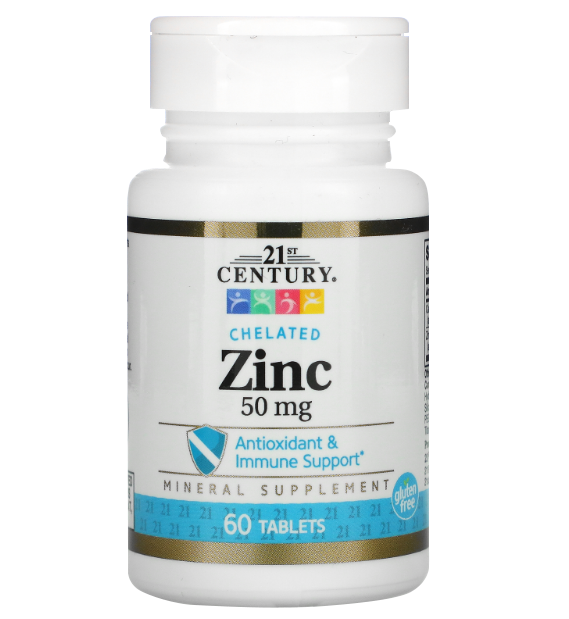 21ST
CENTURY®
CHELATED
Zinc
50 mg
Antioxidant &
Immune Support*
MINERAL SUPPLEMENT
gluten
free
60 TABLETS